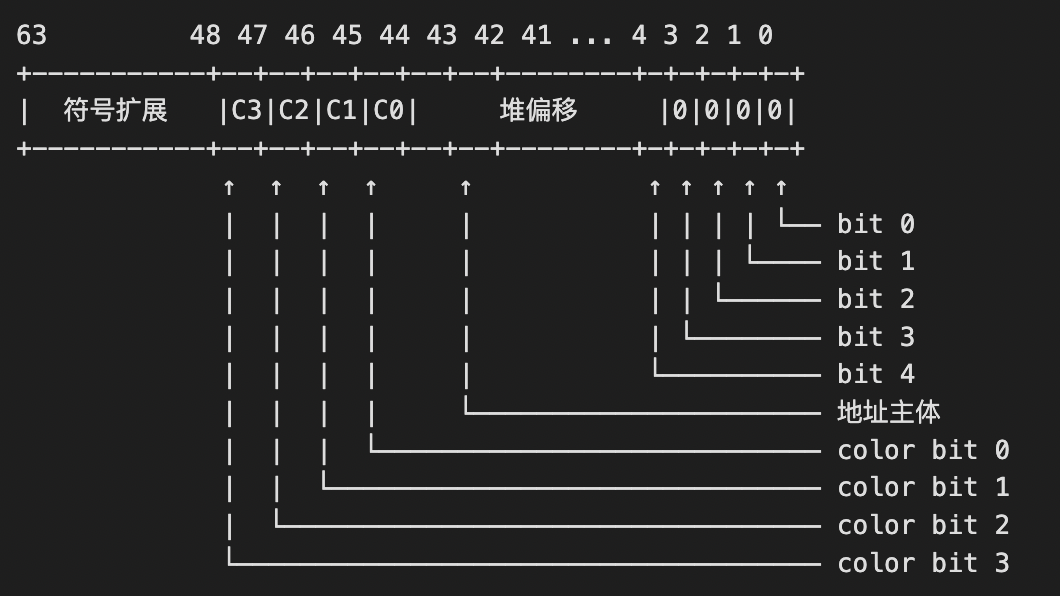 63 48 47 46 45 44 43 42 41 ... 4 3 2 1 0
+-----------+--+--+--+--+--+--+--------+-+-+-+-+-+
| 符号扩展 |C3|C2|C1|C0| 堆偏移 |0|0|0|0|
+-----------+--+--+--+--+--+--+--------+-+-+-+-+-+
↑ ↑ ↑ ↑ ↑ ↑ ↑ ↑ ↑ ↑
| | | | | | | | | └── bit 0
| | | | | | | | └──── bit 1
| | | | | | | └────── bit 2
| | | | | | └──────── bit 3
| | | | | └────────── bit 4
| | | | └────────────────────── 地址主体
| | | └──────────────────────────── color bit 0
| | └─────────────────────────────── color bit 1
| └────────────────────────────────── color bit 2
└───────────────────────────────────── color bit 3